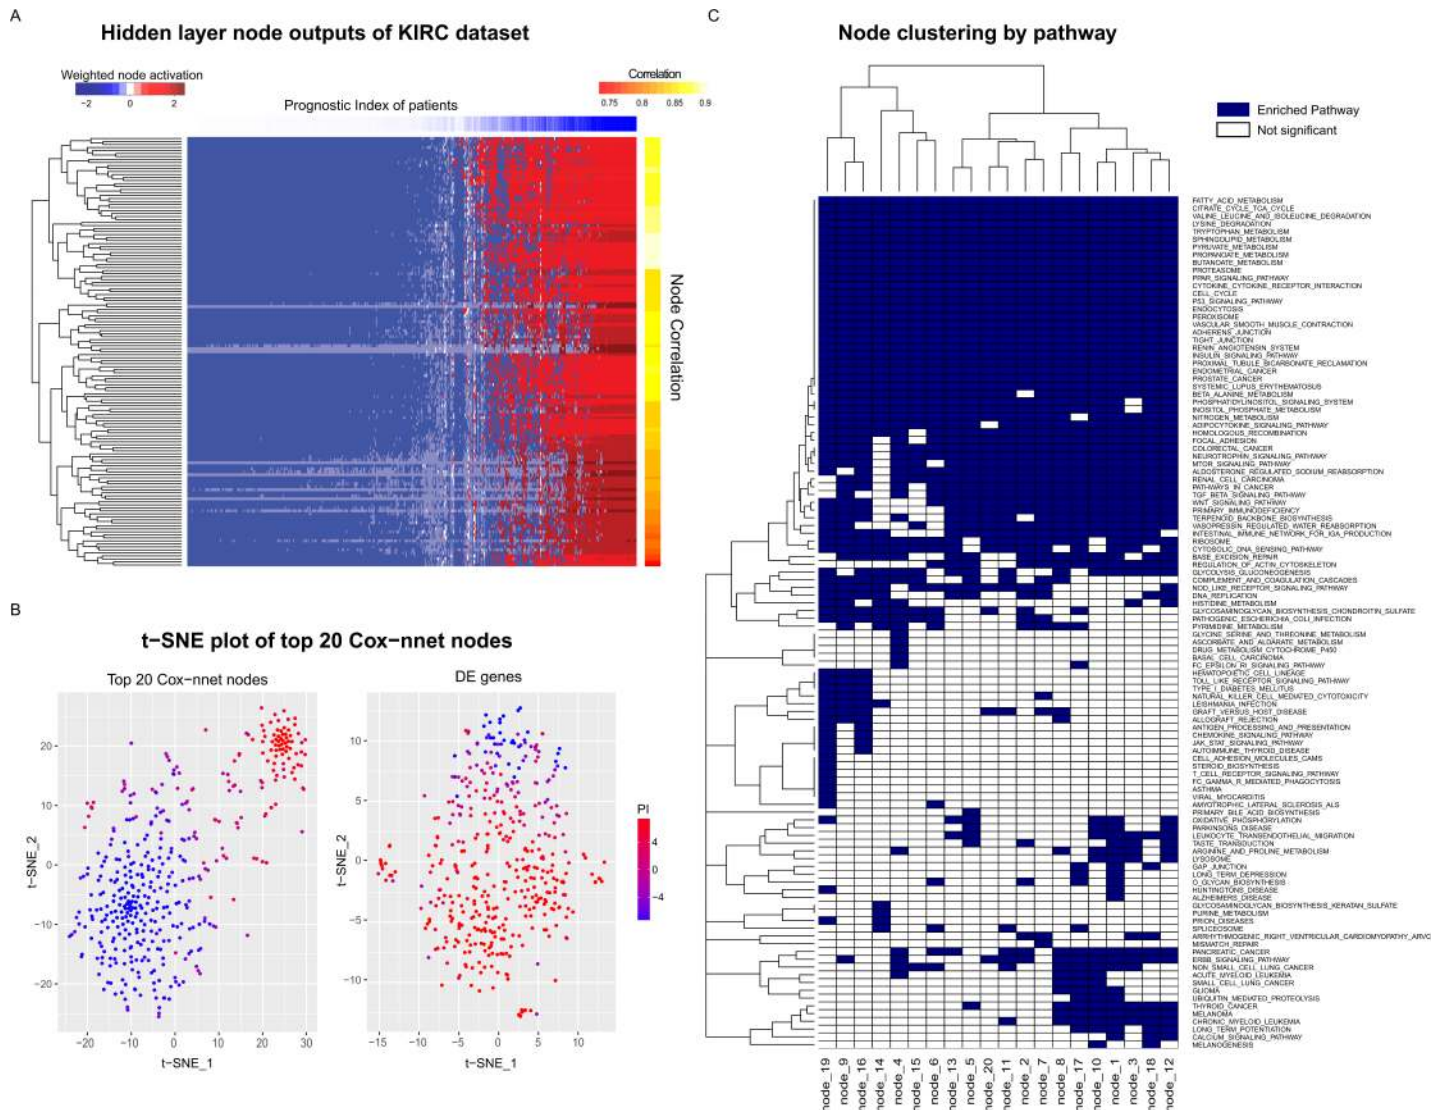 A
Hidden layer node outputs of KIRC dataset
Weighted node activation
−2 0 2
Correlation
0.75 0.8 0.85 0.9
Prognostic Index of patients
Node Correlation
B
t−SNE plot of top 20 Cox−nnet nodes
Top 20 Cox−nnet nodes
DE genes
t−SNE_2
20
10
0
−10
−20
−20 −10 0 10 20 30
t−SNE_1
t−SNE_2
10
5
0
−5
−10
−15 −10 −5 0 5 10
t−SNE_1
PI
4
0
−4
C
Node clustering by pathway
Enriched Pathway
Not significant
FATTY_ACID_METABOLISM
CITRATE_CYCLE_TCA_CYCLE
VALINE_LEUCINE_AND_ISOLEUCINE_DEGRADATION
LYSINE_DEGRADATION
TRYPTOPHAN_METABOLISM
SPHINGOLIPID_METABOLISM
PYRUVATE_METABOLISM
PROPANOATE_METABOLISM
BUTANOATE_METABOLISM
PROTEASOME
PPAR_SIGNALING_PATHWAY
CYTOKINE_CYTOKINE_RECEPTOR_INTERACTION
CELL_CYCLE
P53_SIGNALING_PATHWAY
ENDOCYTOSIS
PEROXISOME
VASCULAR_SMOOTH_MUSCLE_CONTRACTION
ADHERENS_JUNCTION
TIGHT_JUNCTION
RENIN_ANGIOTENSIN_SYSTEM
INSULIN_SIGNALING_PATHWAY
PROXIMAL_TUBULE_BICARBONATE_RECLAMATION
ENDOMETRIAL_CANCER
PROSTATE_CANCER
SYSTEMIC_LUPUS_ERYTHEMATOSUS
BETA_ALANINE_METABOLISM
PHOSPHATIDYLINOSITOL_SIGNALING_SYSTEM
INOSITOL_PHOSPHATE_METABOLISM
NITROGEN_METABOLISM
ADIPOCYTOKINE_SIGNALING_PATHWAY
HOMOLOGOUS_RECOMBINATION
FOCAL_ADHESION
COLORECTAL_CANCER
NEUROTROPHIN_SIGNALING_PATHWAY
MTOR_SIGNALING_PATHWAY
ALDOSTERONE_REGULATED_SODIUM_REABSORPTION
RENAL_CELL_CARCINOMA
PATHWAYS_IN_CANCER
TGF_BETA_SIGNALING_PATHWAY
WNT_SIGNALING_PATHWAY
PRIMARY_IMMUNODEFICIENCY
TERPENOID_BACKBONE_BIOSYNTHESIS
VASOPRESSIN_REGULATED_WATER_REABSORPTION
INTESTINAL_IMMUNE_NETWORK_FOR_IGA_PRODUCTION
RIBOSOME
CYTOSOLIC_DNA_SENSING_PATHWAY
BASE_EXCISION_REPAIR
REGULATION_OF_ACTIN_CYTOSKELETON
GLYCOLYSIS_GLUCONEOGENESIS
COMPLEMENT_AND_COAGULATION_CASCADES
NOD_LIKE_RECEPTOR_SIGNALING_PATHWAY
DNA_REPLICATION
HISTIDINE_METABOLISM
GLYCOSAMINOGLYCAN_BIOSYNTHESIS_CHONDROITIN_SULFATE
PATHOGENIC_ESCHERICHIA_COLI_INFECTION
PYRIMIDINE_METABOLISM
GLYCINE_SERINE_AND_THREONINE_METABOLISM
ASCORBATE_AND_ALDARATE_METABOLISM
DRUG_METABOLISM_CYTOCHROME_P450
BASAL_CELL_CARCINOMA
FC_EPSILON_RI_SIGNALING_PATHWAY
HEMATOPOIETIC_CELL_LINEAGE
TOLL_LIKE_RECEPTOR_SIGNALING_PATHWAY
TYPE_I_DIABETES_MELLITUS
NATURAL_KILLER_CELL_MEDIATED_CYTOTOXICITY
LEISHMANIA_INFECTION
GRAFT_VERSUS_HOST_DISEASE
ALLOGRAFT_REJECTION
ANTIGEN_PROCESSING_AND_PRESENTATION
CHEMOKINE_SIGNALING_PATHWAY
JAK_STAT_SIGNALING_PATHWAY
AUTOIMMUNE_THYROID_DISEASE
CELL_ADHESION_MOLECULES_CAMS
STEROID_BIOSYNTHESIS
T_CELL_RECEPTOR_SIGNALING_PATHWAY
FC_GAMMA_R_MEDIATED_PHAGOCYTOSIS
ASTHMA
VIRAL_MYOCARDITIS
AMYOTROPHIC_LATERAL_SCLEROSIS_ALS
PRIMARY_BILE_ACID_BIOSYNTHESIS
OXIDATIVE_PHOSPHORYLATION
PARKINSONS_DISEASE
LEUKOCYTE_TRANSENDOTHELIAL_MIGRATION
TASTE_TRANSDUCTION
ARGININE_AND_PROLINE_METABOLISM
LYSOSOME
GAP_JUNCTION
LONG_TERM_DEPRESSION
O_GLYCAN_BIOSYNTHESIS
HUNTINGTONS_DISEASE
ALZHEIMERS_DISEASE
GLYCOSAMINOGLYCAN_BIOSYNTHESIS_KERATAN_SULFATE
PURINE_METABOLISM
PRION_DISEASES
SPLICEOSOME
ARRHYTHMOGENIC_RIGHT_VENTRICULAR_CARDIOMYOPATHY_ARVC
MISMATCH_REPAIR
PANCREATIC_CANCER
ERBB_SIGNALING_PATHWAY
NON_SMALL_CELL_LUNG_CANCER
ACUTE_MYELOID_LEUKEMIA
SMALL_CELL_LUNG_CANCER
GLIOMA
UBIQUITIN_MEDIATED_PROTEOLYSIS
THYROID_CANCER
MELANOMA
CHRONIC_MYELOID_LEUKEMIA
LONG_TERM_POTENTIATION
CALCIUM_SIGNALING_PATHWAY
MELANOGENESIS
node_19
node_9
node_16
node_14
node_4
node_15
node_6
node_13
node_5
node_20
node_11
node_2
node_7
node_8
node_17
node_10
node_1
node_3
node_18
node_12